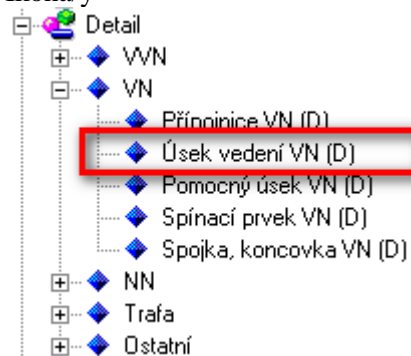 Detail
VVN
VN
Přípojnice VN (D)
Úsek vedení VN (D)
Pomocný úsek VN (D)
Spínací prvek VN (D)
Spojka, koncovka VN (D)
NN
Trafa
Ostatní